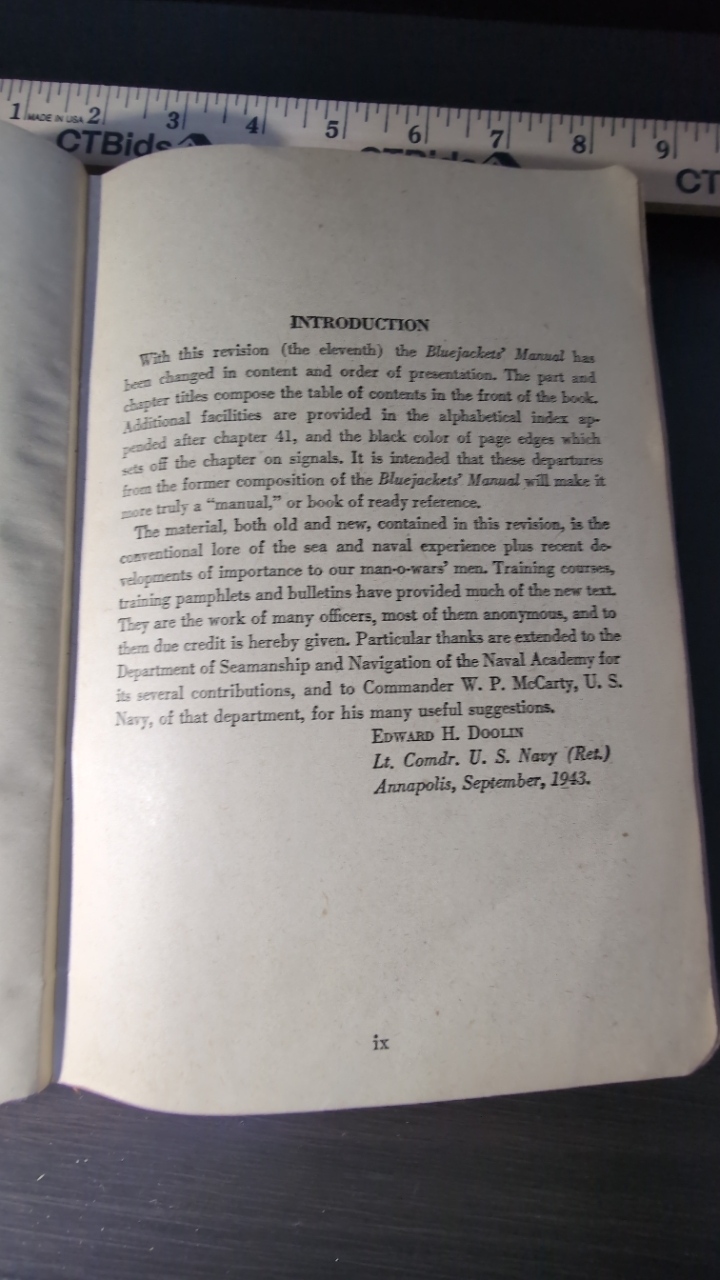 1 MADE IN USA 2 3 4 5 6 7 8 9
CTBids CTBids CT
INTRODUCTION
With this revision (the eleventh) the Bluejackets' Manual has
been changed in content and order of presentation. The part and
chapter titles compose the table of contents in the front of the book.
Additional facilities are provided in the alphabetical index ap-
pended after chapter 41, and the black color of page edges which
sets off the chapter on signals. It is intended that these departures
from the former composition of the Bluejackets' Manual will make it
more truly a "manual," or book of ready reference.
The material, both old and new, contained in this revision, is the
conventional lore of the sea and naval experience plus recent de-
velopments of importance to our man-o-wars' men. Training courses,
training pamphlets and bulletins have provided much of the new text.
They are the work of many officers, most of them anonymous, and to
them due credit is hereby given. Particular thanks are extended to the
Department of Seamanship and Navigation of the Naval Academy for
its several contributions, and to Commander W. P. McCarty, U. S.
Navy, of that department, for his many useful suggestions.
EDWARD H. DOOLIN
Lt. Comdr. U. S. Navy (Ret.)
Annapolis, September, 1943.
ix